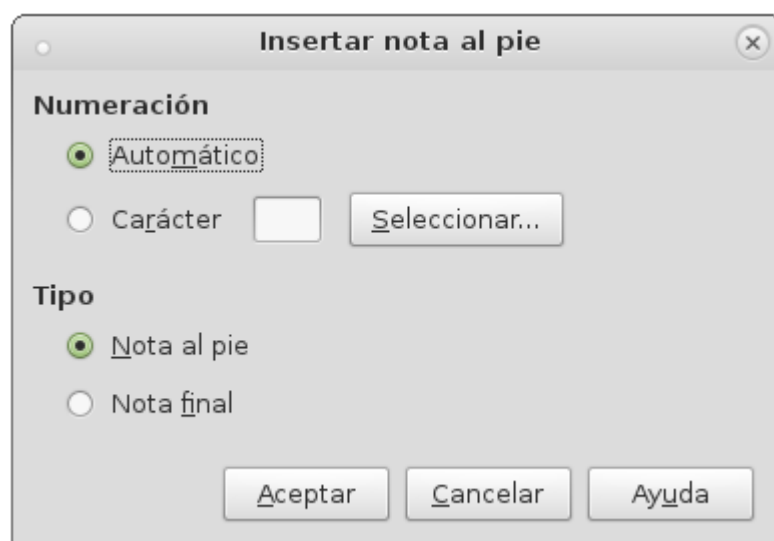 Insertar nota al pie
Numeración
Automático
Carácter Seleccionar...
Tipo
Nota al pie
Nota final
Aceptar Cancelar Ayuda